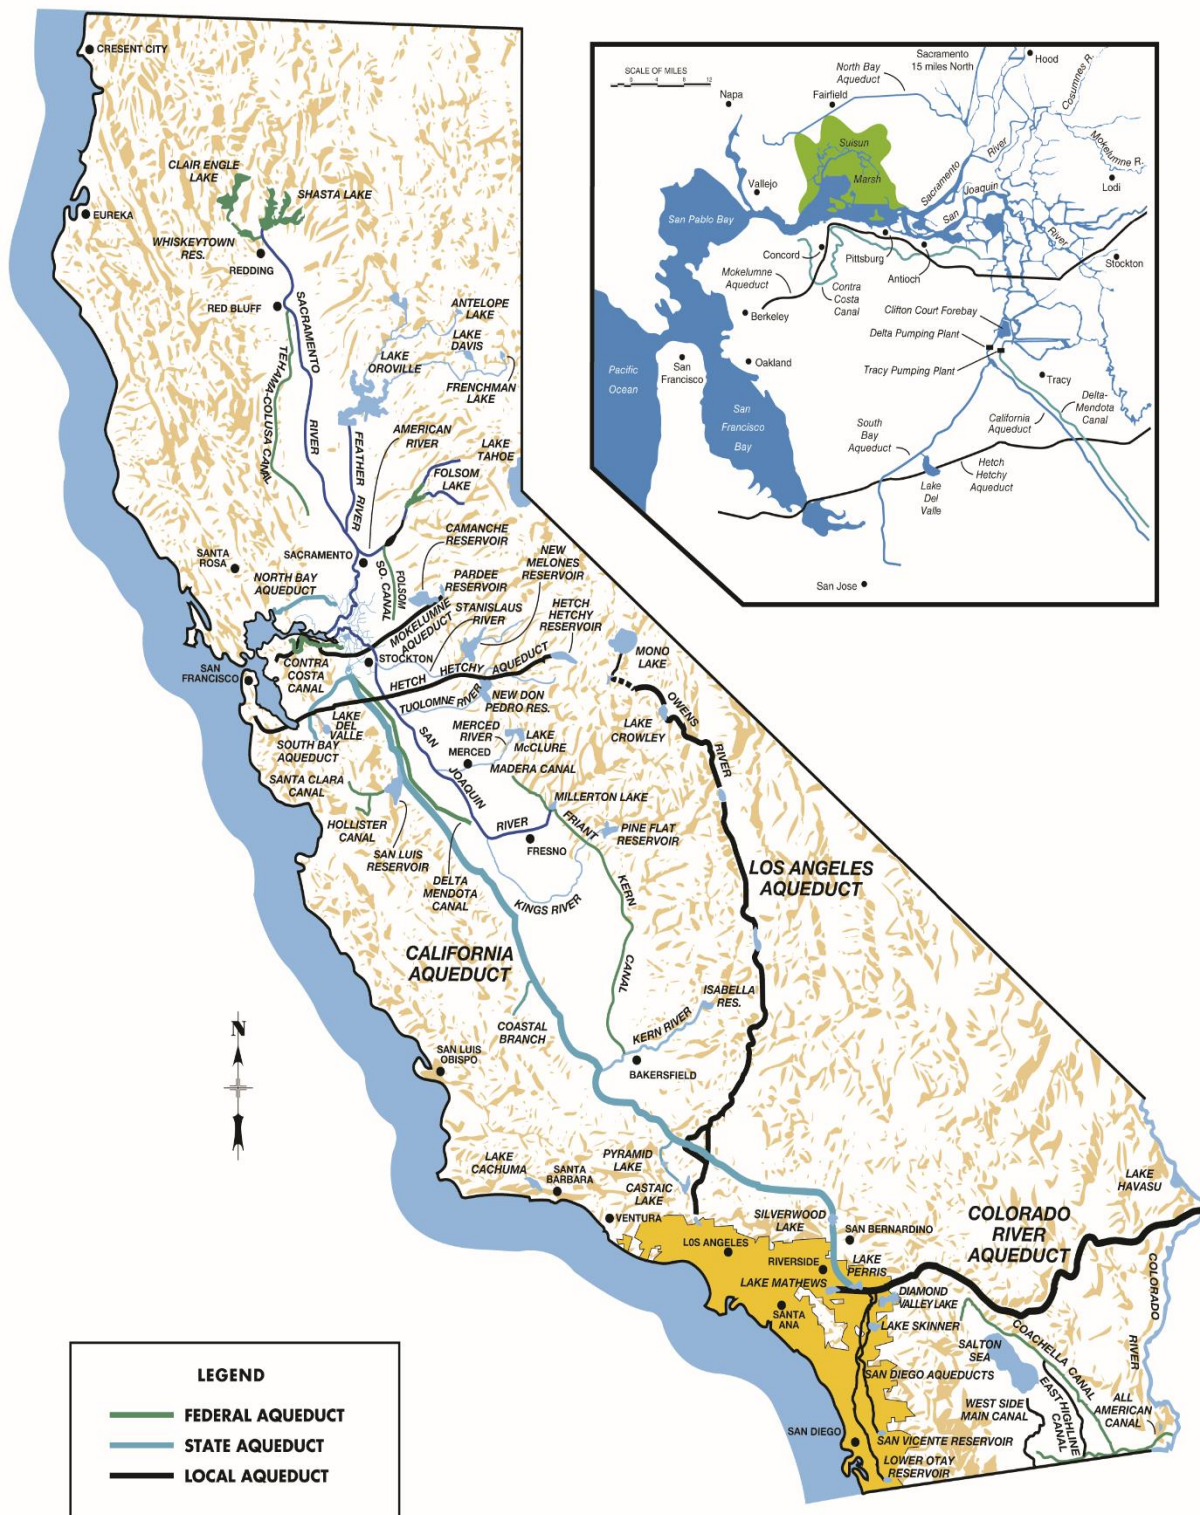 CRESENT CITY
CLAIR ENGLE
LAKE
SHASTA LAKE
EUREKA
WHISKEYTOWN
RES.
REDDING
RED BLUFF
SACRAMENTO
RIVER
TEHAMA-COLUSA CANAL
ANTELOPE
LAKE
LAKE
DAVIS
LAKE
OROVILLE
FRENCHMAN
LAKE
FEATHER
RIVER
AMERICAN
RIVER
LAKE
TAHOE
FOLSOM
LAKE
CAMANCHE
RESERVOIR
SACRAMENTO
SANTA
ROSA
NORTH BAY
AQUEDUCT
FOLSOM
SO. CANAL
PARDEE
RESERVOIR
NEW
MELONES
RESERVOIR
STANISLAUS
RIVER
HETCH
HETCHY
RESERVOIR
MOKELUMNE
AQUEDUCT
MONO
LAKE
SAN
FRANCISCO
CONTRA
COSTA
CANAL
STOCKTON
HETCH HETCHY AQUEDUCT
TUOLOMNE RIVER
NEW DON
PEDRO RES.
OWENS
RIVER
LAKE
CROWLEY
LAKE
DEL
VALLE
SOUTH BAY
AQUEDUCT
MERCED
RIVER
LAKE
McCLURE
MERCED
MADERA CANAL
SANTA CLARA
CANAL
SAN
JOAQUIN
RIVER
MILLERTON LAKE
HOLLISTER
CANAL
FRIANT
KERN
CANAL
PINE FLAT
RESERVOIR
FRESNO
SAN LUIS
RESERVOIR
DELTA
MENDOTA
CANAL
KINGS RIVER
LOS ANGELES
AQUEDUCT
CALIFORNIA
AQUEDUCT
ISABELLA
RES.
COASTAL
BRANCH
KERN RIVER
BAKERSFIELD
N
SAN LUIS
OBISPO
LAKE
CACHUMA
SANTA
BARBARA
PYRAMID
LAKE
CASTAIC
LAKE
VENTURA
SILVERWOOD
LAKE
SAN BERNARDINO
LOS ANGELES
RIVERSIDE
LAKE
PERRIS
LAKE MATHEWS
COLORADO
RIVER
AQUEDUCT
LAKE
HAVASU
COLORADO
RIVER
SANTA
ANA
DIAMOND
VALLEY LAKE
LAKE SKINNER
SALTON
SEA
COACHELLA CANAL
SAN DIEGO AQUEDUCTS
WEST SIDE
MAIN CANAL
EAST HIGHLINE
CANAL
ALL
AMERICAN
CANAL
SAN DIEGO
SAN VICENTE RESERVOIR
LOWER OTAY
RESERVOIR
LEGEND
FEDERAL AQUEDUCT
STATE AQUEDUCT
LOCAL AQUEDUCT
SCALE OF MILES
0 4 8 12
North Bay
Aqueduct
Sacramento
15 miles North
Hood
Cosumnes R.
Napa
Fairfield
Mokelumne R.
Suisun
Marsh
Vallejo
Sacramento
River
Lodi
San Pablo Bay
San
Joaquin
River
Concord
Pittsburg
Antioch
Stockton
Mokelumne
Aqueduct
Contra
Costa
Canal
Berkeley
Clifton Court Forebay
Delta Pumping Plant
Tracy Pumping Plant
Oakland
San
Francisco
Pacific
Ocean
Tracy
San
Francisco
Bay
South
Bay
Aqueduct
California
Aqueduct
Delta-
Mendota
Canal
Lake
Del
Valle
Hetch
Hetchy
Aqueduct
San Jose